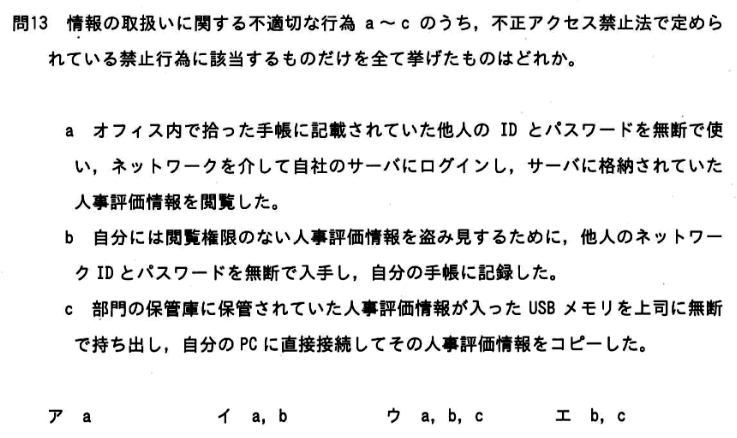 問13 情報の取扱いに関する不適切な行為 a～c のうち，不正アクセス禁止法で定めら
れている禁止行為に該当するものだけを全て挙げたものはどれか。
a オフィス内で拾った手帳に記載されていた他人の ID とパスワードを無断で使
い，ネットワークを介して自社のサーバにログインし，サーバに格納されていた
人事評価情報を閲覧した。
b 自分には閲覧権限のない人事評価情報を盗み見するために，他人のネットワー
ク ID とパスワードを無断で入手し，自分の手帳に記録した。
c 部門の保管庫に保管されていた人事評価情報が入った USB メモリを上司に無断
で持ち出し，自分の PC に直接接続してその人事評価情報をコピーした。
ア a イ a，b ウ a，b，c エ b，c